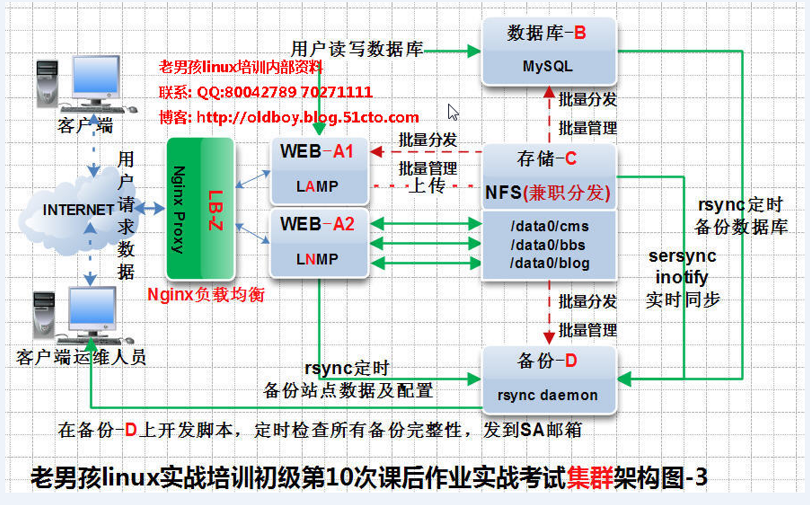 老男孩linux培训内部资料
联系: QQ:80042789 70271111
博客: http://oldboy.blog.51cto.com
用户读写数据库
数据库-B
MySQL
客户端
批量分发
批量管理
用户请求数据
INTERNET
Nginx Proxy
LB-Z
Nginx负载均衡
WEB-A1
LAMP
WEB-A2
LNMP
批量分发
批量管理
上传
存储-C
NFS(兼职分发)
/data0/cms
/data0/bbs
/data0/blog
rsync定时
备份数据库
sersync
inotify
实时同步
批量分发
批量管理
客户端运维人员
rsync定时
备份站点数据及配置
备份-D
rsync daemon
在备份-D上开发脚本，定时检查所有备份完整性，发到SA邮箱
老男孩linux实战培训初级第10次课后作业实战考试集群架构图-3